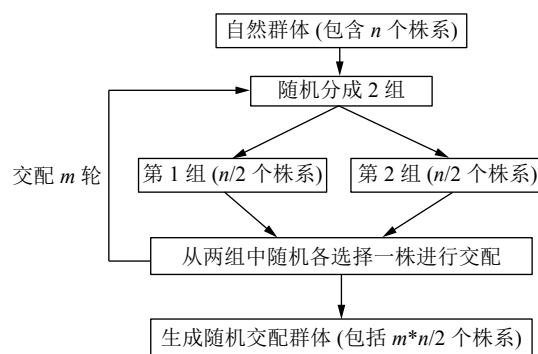 自然群体 (包含 n 个株系)
随机分成 2 组
交配 m 轮
第 1 组 (n/2 个株系)
第 2 组 (n/2 个株系)
从两组中随机各选择一株进行交配
生成随机交配群体 (包括 m*n/2 个株系)